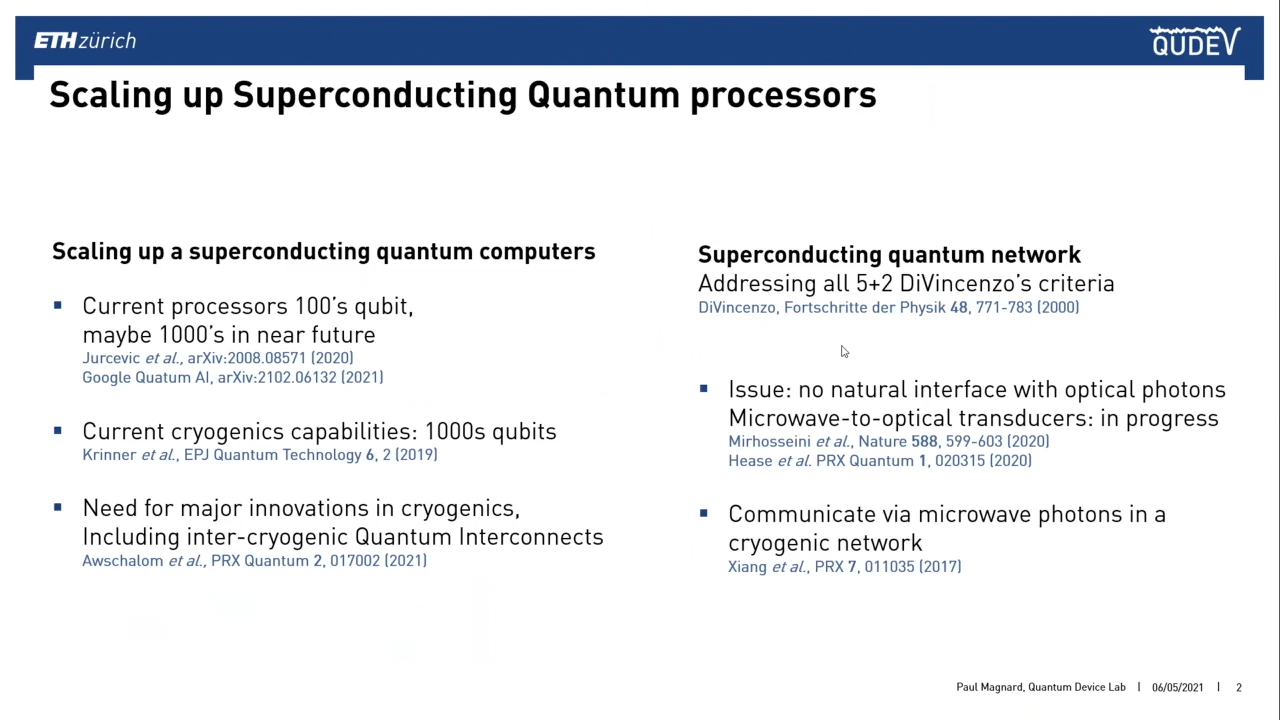 ETH zürich
QUDEV
Scaling up Superconducting Quantum processors
Scaling up a superconducting quantum computers
▪ Current processors 100's qubit,
maybe 1000's in near future
Jurcevic et al., arXiv:2008.08571 (2020)
Google Quatum AI, arXiv:2102.06132 (2021)
▪ Current cryogenics capabilities: 1000s qubits
Krinner et al., EPJ Quantum Technology 6, 2 (2019)
▪ Need for major innovations in cryogenics,
Including inter-cryogenic Quantum Interconnects
Awschalom et al., PRX Quantum 2, 017002 (2021)
Superconducting quantum network
Addressing all 5+2 DiVincenzo's criteria
DiVincenzo, Fortschritte der Physik 48, 771-783 (2000)
▪ Issue: no natural interface with optical photons
Microwave-to-optical transducers: in progress
Mirhosseini et al., Nature 588, 599-603 (2020)
Hease et al. PRX Quantum 1, 020315 (2020)
▪ Communicate via microwave photons in a
cryogenic network
Xiang et al., PRX 7, 011035 (2017)
Paul Magnard, Quantum Device Lab | 06/05/2021 | 2